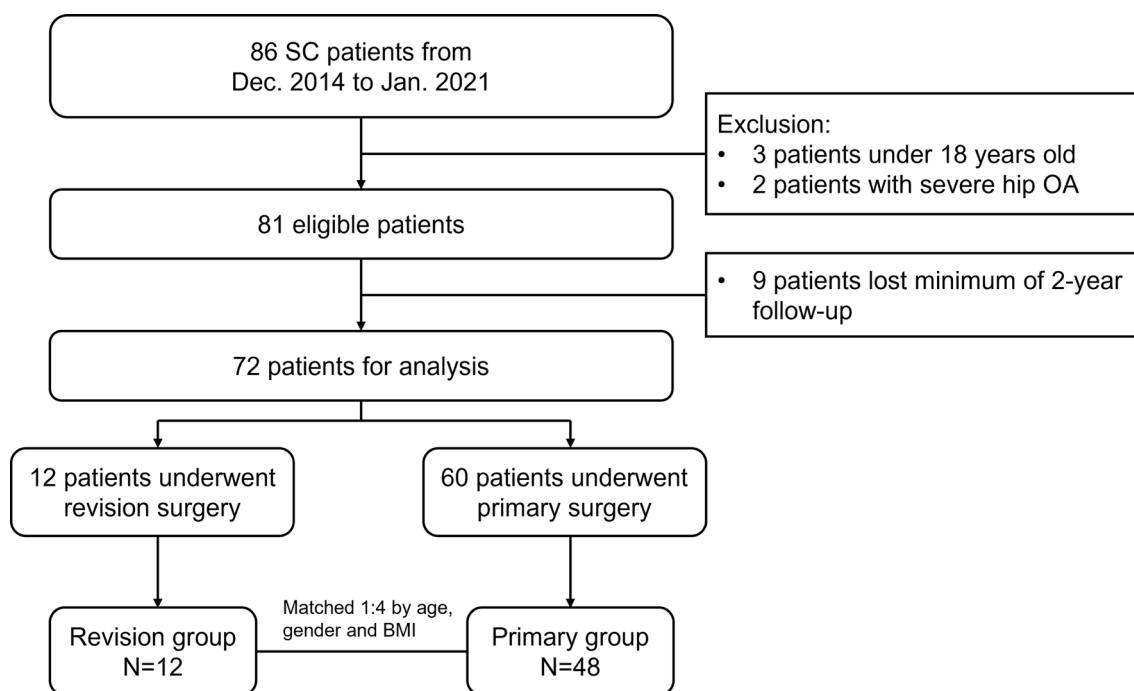 86 SC patients from
Dec. 2014 to Jan. 2021
Exclusion:
• 3 patients under 18 years old
• 2 patients with severe hip OA
81 eligible patients
• 9 patients lost minimum of 2-year
follow-up
72 patients for analysis
12 patients underwent
revision surgery
60 patients underwent
primary surgery
Matched 1:4 by age,
gender and BMI
Revision group
N=12
Primary group
N=48